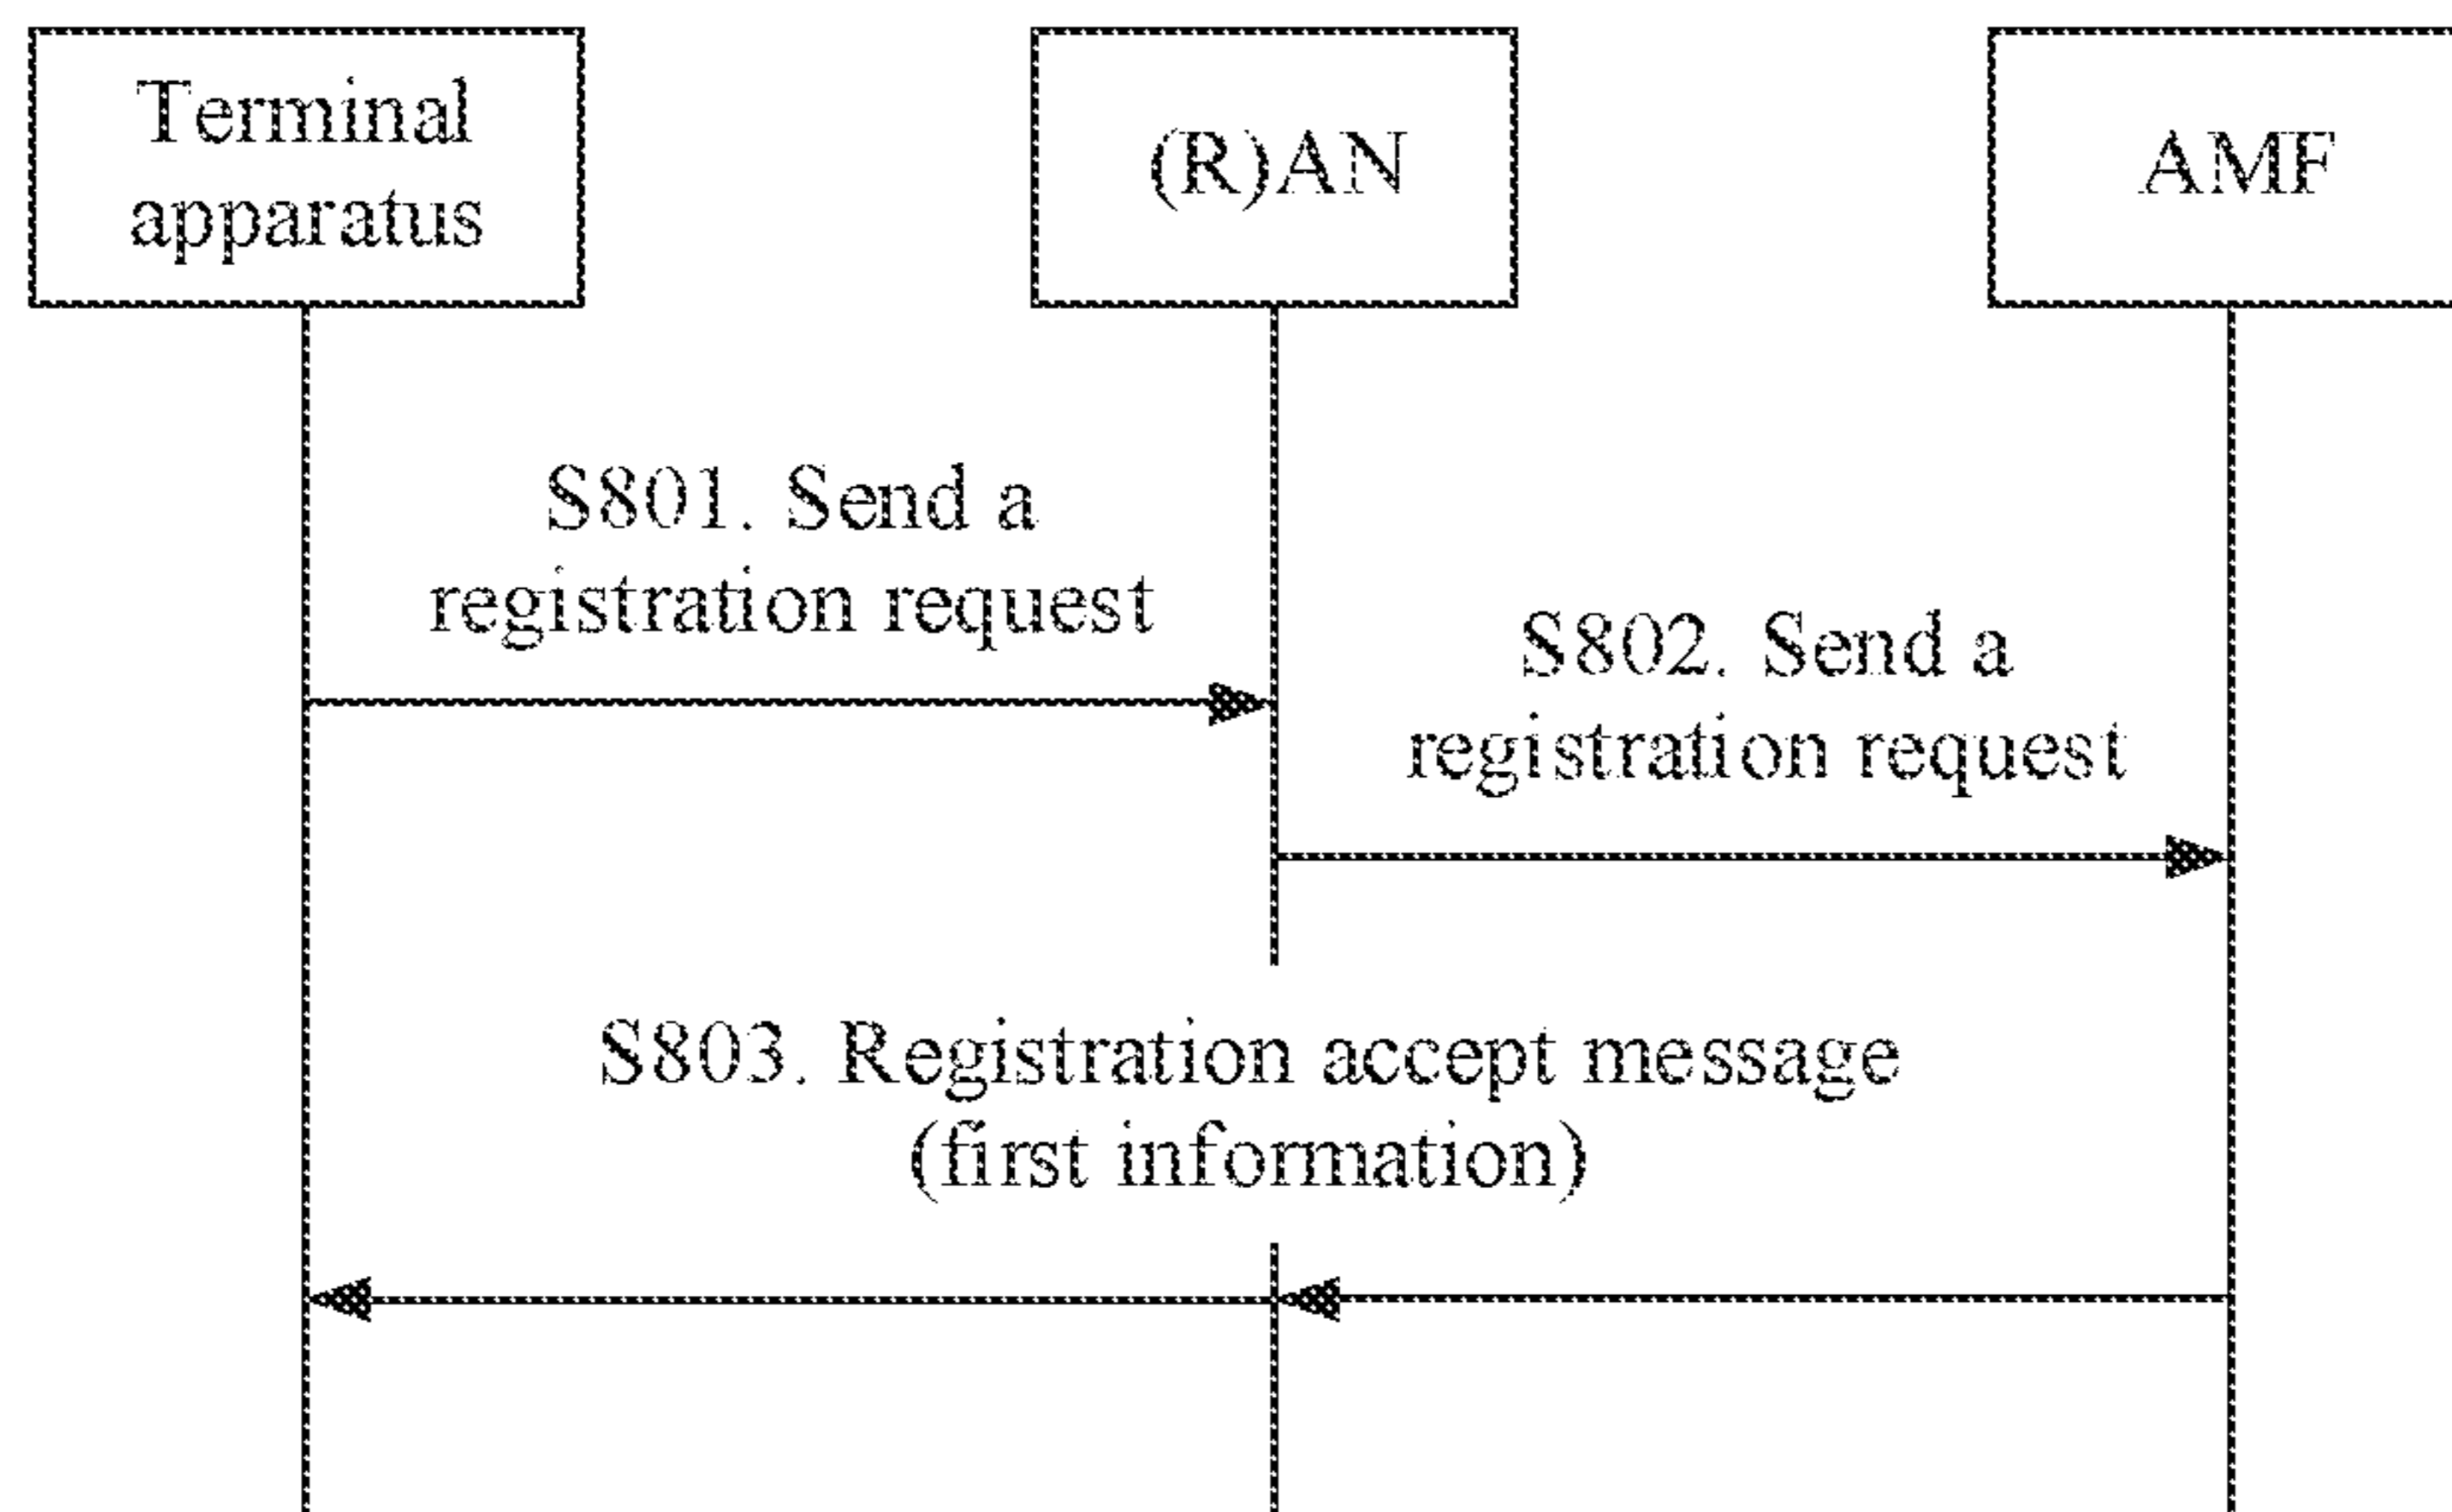 Terminal
apparatus
(R)AN
AMF
S801. Send a
registration request
S802. Send a
registration request
S803. Registration accept message
(first information)